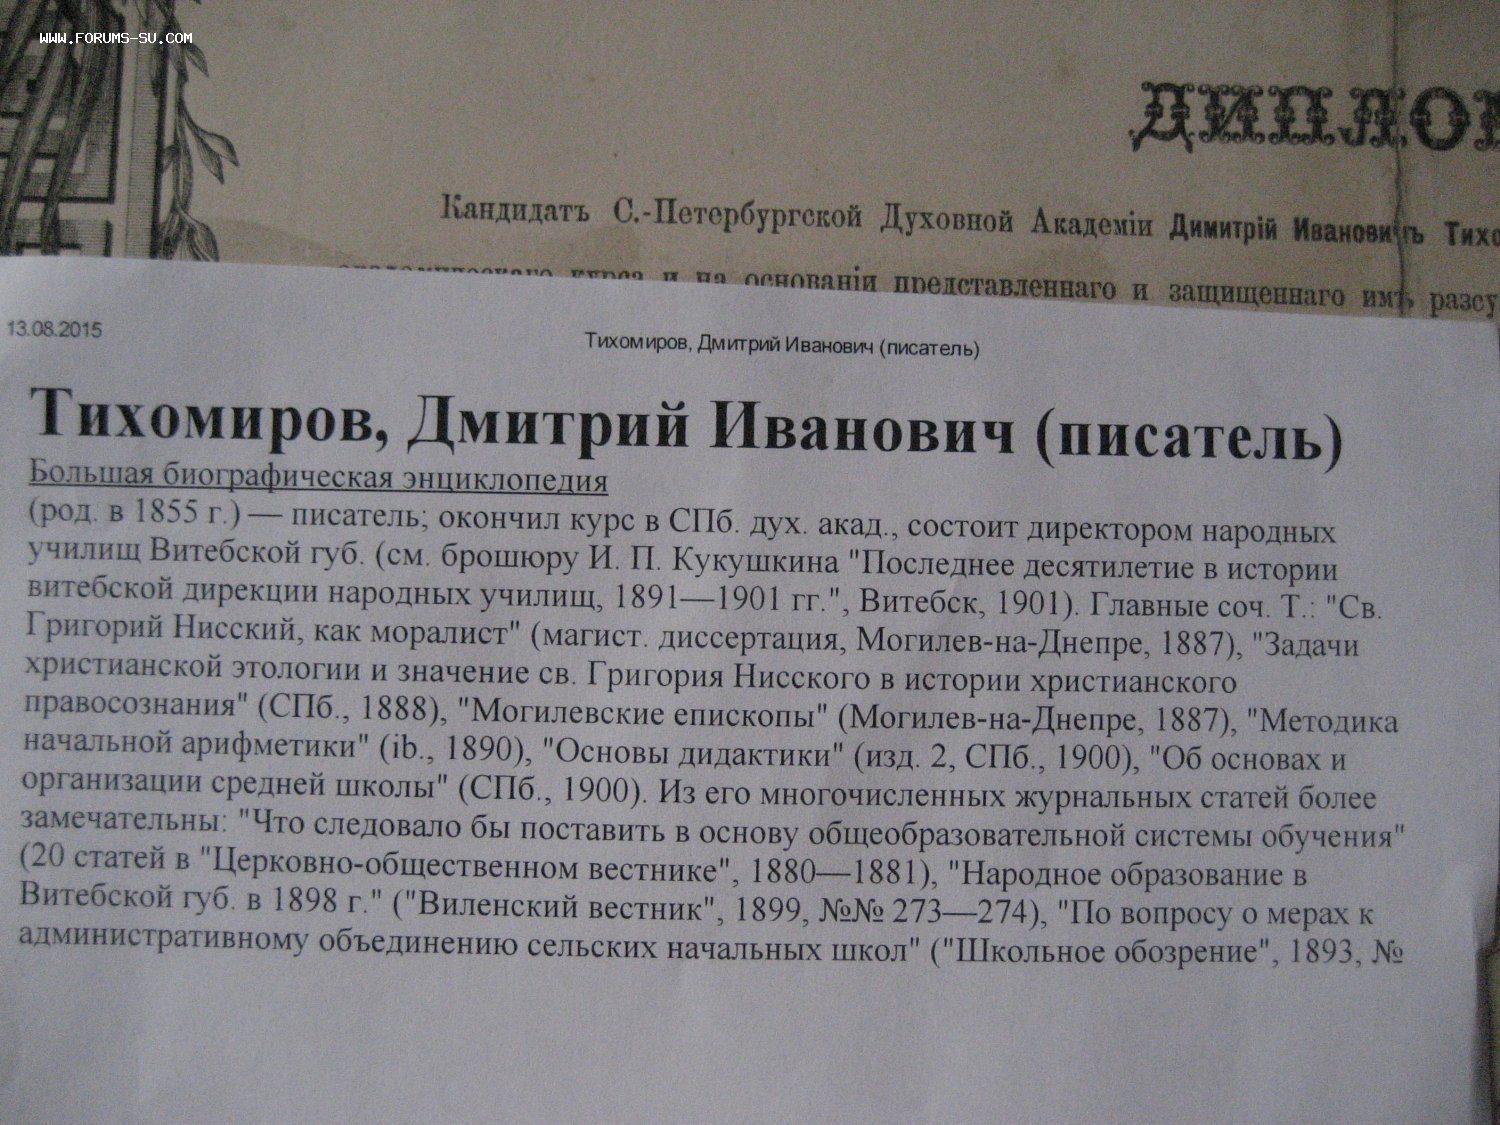 WWW.FORUMS-SU.COM
ДИПЛОМ
Кандидатъ С.-Петербургской Духовной Академіи Димитрій Ивановичъ Тихо
академическаго курса и на основаніи представленнаго и защищеннаго имъ разсу
13.08.2015
Тихомиров, Дмитрий Иванович (писатель)
Тихомиров, Дмитрий Иванович (писатель)
Большая биографическая энциклопедия
(род. в 1855 г.) — писатель; окончил курс в СПб. дух. акад., состоит директором народных
училищ Витебской губ. (см. брошюру И. П. Кукушкина "Последнее десятилетие в истории
витебской дирекции народных училищ, 1891—1901 гг.", Витебск, 1901). Главные соч. Т.: "Св.
Григорий Нисский, как моралист" (магист. диссертация, Могилев-на-Днепре, 1887), "Задачи
христианской этологии и значение св. Григория Нисского в истории христианского
правосознания" (СПб., 1888), "Могилевские епископы" (Могилев-на-Днепре, 1887), "Методика
начальной арифметики" (ib., 1890), "Основы дидактики" (изд. 2, СПб., 1900), "Об основах и
организации средней школы" (СПб., 1900). Из его многочисленных журнальных статей более
замечательны: "Что следовало бы поставить в основу общеобразовательной системы обучения"
(20 статей в "Церковно-общественном вестнике", 1880—1881), "Народное образование в
Витебской губ. в 1898 г." ("Виленский вестник", 1899, №№ 273—274), "По вопросу о мерах к
административному объединению сельских начальных школ" ("Школьное обозрение", 1893, №